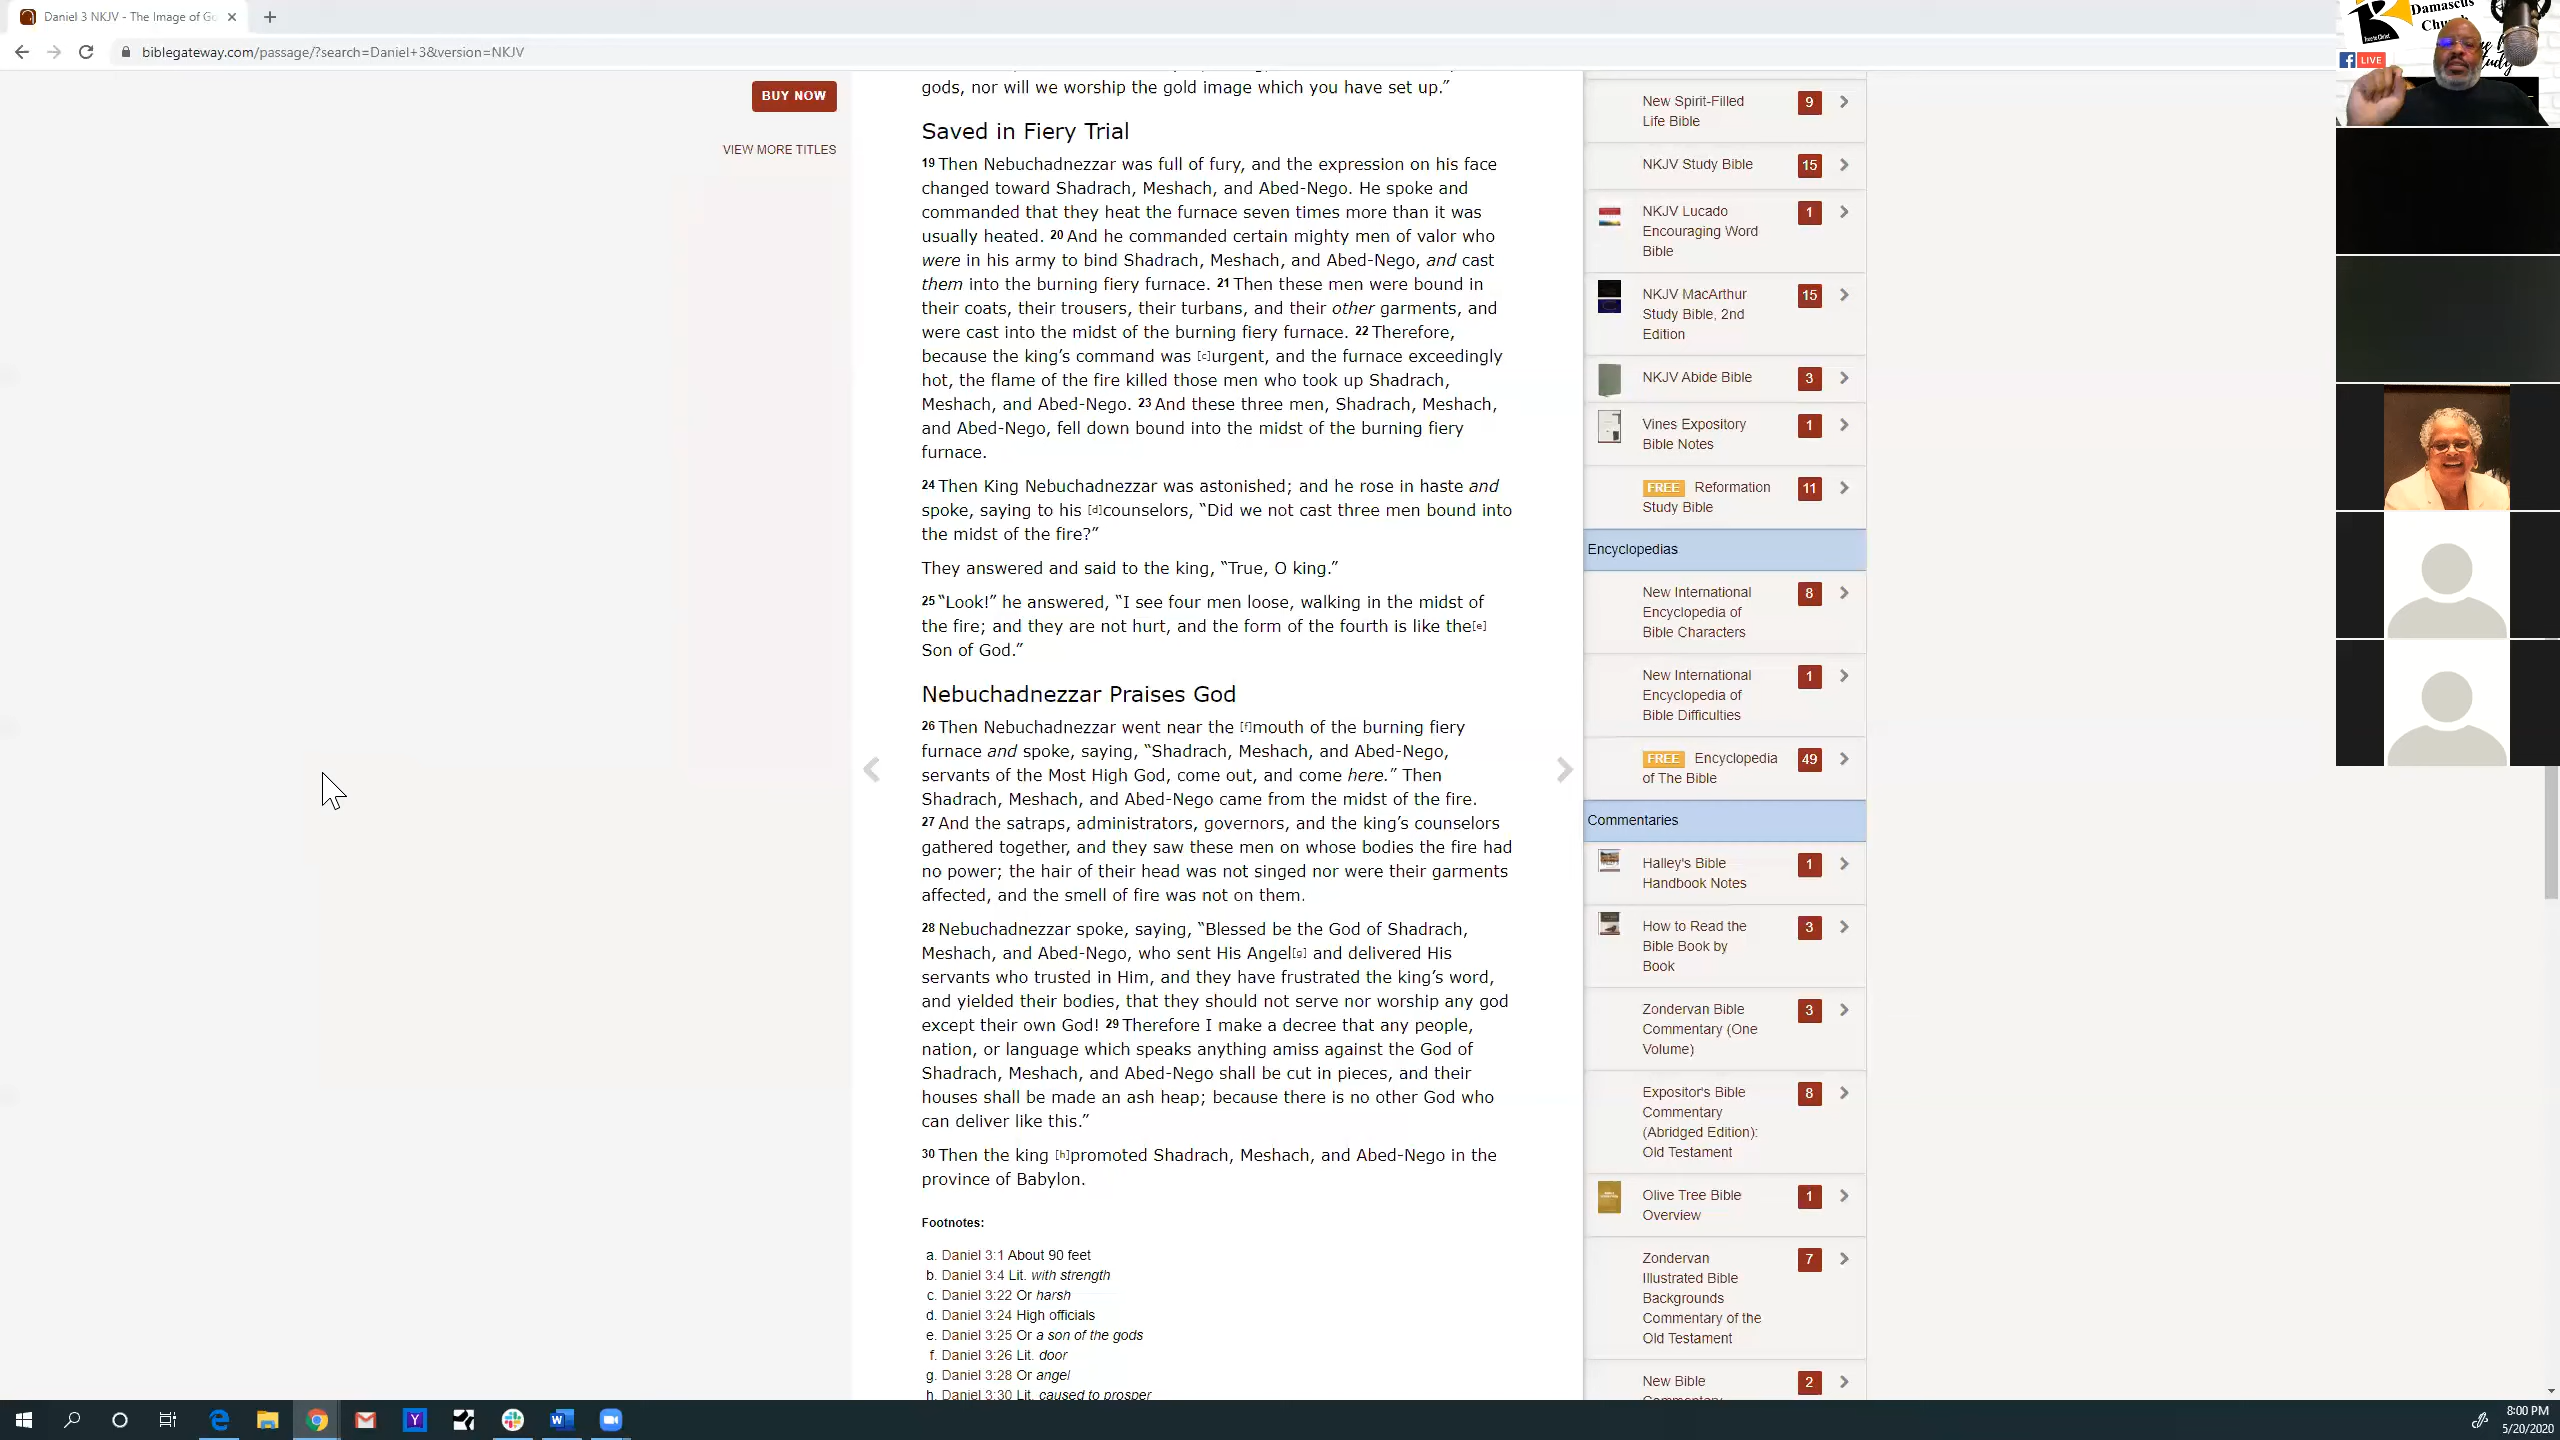 Daniel 3 NKJV - The Image of Go
biblegateway.com/passage/?search=Daniel+3&version=NKJV
BUY NOW
VIEW MORE TITLES
gods, nor will we worship the gold image which you have set up.”
Saved in Fiery Trial
19 Then Nebuchadnezzar was full of fury, and the expression on his face
changed toward Shadrach, Meshach, and Abed-Nego. He spoke and
commanded that they heat the furnace seven times more than it was
usually heated. 20 And he commanded certain mighty men of valor who
were in his army to bind Shadrach, Meshach, and Abed-Nego, and cast
them into the burning fiery furnace. 21 Then these men were bound in
their coats, their trousers, their turbans, and their other garments, and
were cast into the midst of the burning fiery furnace. 22 Therefore,
because the king’s command was [c]urgent, and the furnace exceedingly
hot, the flame of the fire killed those men who took up Shadrach,
Meshach, and Abed-Nego. 23 And these three men, Shadrach, Meshach,
and Abed-Nego, fell down bound into the midst of the burning fiery
furnace.
24 Then King Nebuchadnezzar was astonished; and he rose in haste and
spoke, saying to his [d]counselors, “Did we not cast three men bound into
the midst of the fire?”
They answered and said to the king, “True, O king.”
25 “Look!” he answered, “I see four men loose, walking in the midst of
the fire; and they are not hurt, and the form of the fourth is like the[e]
Son of God.”
Nebuchadnezzar Praises God
26 Then Nebuchadnezzar went near the [f]mouth of the burning fiery
furnace and spoke, saying, “Shadrach, Meshach, and Abed-Nego,
servants of the Most High God, come out, and come here.” Then
Shadrach, Meshach, and Abed-Nego came from the midst of the fire.
27 And the satraps, administrators, governors, and the king’s counselors
gathered together, and they saw these men on whose bodies the fire had
no power; the hair of their head was not singed nor were their garments
affected, and the smell of fire was not on them.
28 Nebuchadnezzar spoke, saying, “Blessed be the God of Shadrach,
Meshach, and Abed-Nego, who sent His Angel[g] and delivered His
servants who trusted in Him, and they have frustrated the king’s word,
and yielded their bodies, that they should not serve nor worship any god
except their own God! 29 Therefore I make a decree that any people,
nation, or language which speaks anything amiss against the God of
Shadrach, Meshach, and Abed-Nego shall be cut in pieces, and their
houses shall be made an ash heap; because there is no other God who
can deliver like this.”
30 Then the king [h]promoted Shadrach, Meshach, and Abed-Nego in the
province of Babylon.
Footnotes:
a. Daniel 3:1 About 90 feet
b. Daniel 3:4 Lit. with strength
c. Daniel 3:22 Or harsh
d. Daniel 3:24 High officials
e. Daniel 3:25 Or a son of the gods
f. Daniel 3:26 Lit. door
g. Daniel 3:28 Or angel
h. Daniel 3:30 Lit. caused to prosper
New Spirit-Filled 9
Life Bible
NKJV Study Bible 15
NKJV Lucado 1
Encouraging Word
Bible
NKJV MacArthur 15
Study Bible, 2nd
Edition
NKJV Abide Bible 3
Vines Expository 1
Bible Notes
FREE Reformation 11
Study Bible
Encyclopedias
New International 8
Encyclopedia of
Bible Characters
New International 1
Encyclopedia of
Bible Difficulties
FREE Encyclopedia 49
of The Bible
Commentaries
Halley's Bible 1
Handbook Notes
How to Read the 3
Bible Book by
Book
Zondervan Bible 3
Commentary (One
Volume)
Expositor's Bible 8
Commentary
(Abridged Edition):
Old Testament
Olive Tree Bible 1
Overview
Zondervan 7
Illustrated Bible
Backgrounds
Commentary of the
Old Testament
New Bible 2
Damascus
Church
LIVE
8:00 PM
5/20/2020